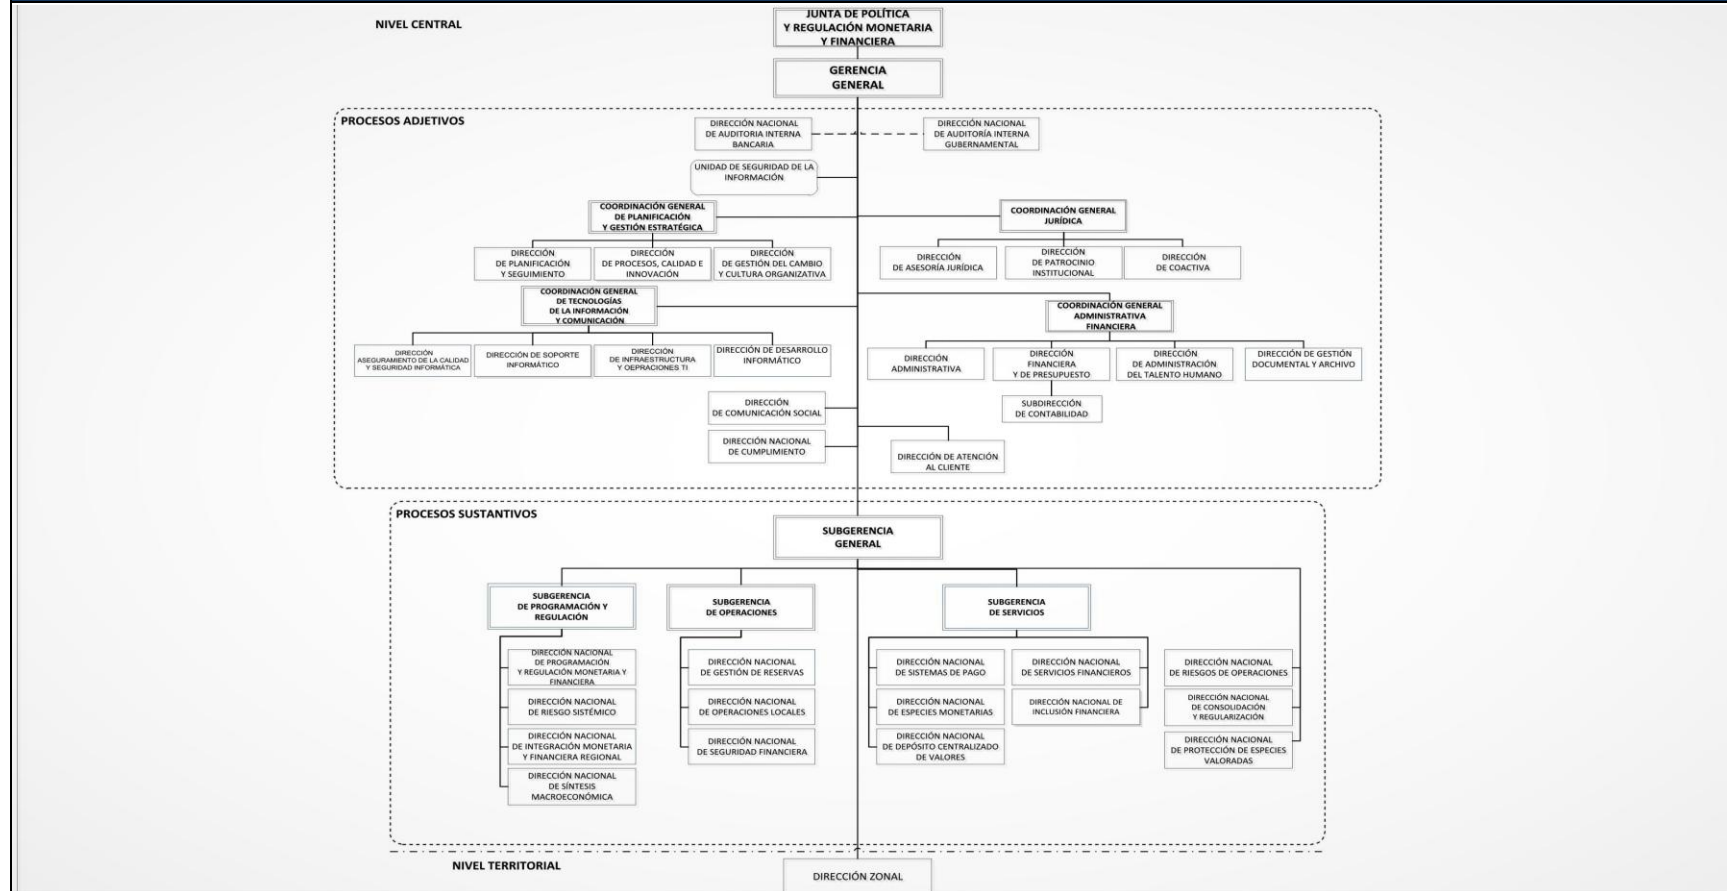 NIVEL CENTRAL
JUNTA DE POLÍTICA
Y REGULACIÓN MONETARIA
Y FINANCIERA
GERENCIA
GENERAL
PROCESOS ADJETIVOS
DIRECCIÓN NACIONAL
DE AUDITORIA INTERNA
BANCARIA
DIRECCIÓN NACIONAL
DE AUDITORÍA INTERNA
GUBERNAMENTAL
UNIDAD DE SEGURIDAD DE LA
INFORMACIÓN
COORDINACIÓN GENERAL
DE PLANIFICACIÓN
Y GESTIÓN ESTRATÉGICA
COORDINACIÓN GENERAL
JURÍDICA
DIRECCIÓN
DE PLANIFICACIÓN
Y SEGUIMIENTO
DIRECCIÓN
DE PROCESOS, CALIDAD E
INNOVACIÓN
DIRECCIÓN
DE GESTIÓN DEL CAMBIO
Y CULTURA ORGANIZATIVA
DIRECCIÓN
DE ASESORÍA JURÍDICA
DIRECCIÓN
DE PATROCINIO
INSTITUCIONAL
DIRECCIÓN
DE COACTIVA
COORDINACIÓN GENERAL
DE TECNOLOGÍAS
DE LA INFORMACIÓN
Y COMUNICACIÓN
COORDINACIÓN GENERAL
ADMINISTRATIVA
FINANCIERA
DIRECCIÓN
ASEGURAMIENTO DE LA CALIDAD
Y SEGURIDAD INFORMÁTICA
DIRECCIÓN DE SOPORTE
INFORMÁTICO
DIRECCIÓN
DE INFRAESTRUCTURA
Y OEPRACIONES TI
DIRECCIÓN DE DESARROLLO
INFORMÁTICO
DIRECCIÓN
ADMINISTRATIVA
DIRECCIÓN
FINANCIERA
Y DE PRESUPUESTO
DIRECCIÓN
DE ADMINISTRACIÓN
DEL TALENTO HUMANO
DIRECCIÓN DE GESTIÓN
DOCUMENTAL Y ARCHIVO
SUBDIRECCIÓN
DE CONTABILIDAD
DIRECCIÓN
DE COMUNICACIÓN SOCIAL
DIRECCIÓN NACIONAL
DE CUMPLIMIENTO
DIRECCIÓN DE ATENCIÓN
AL CLIENTE
PROCESOS SUSTANTIVOS
SUBGERENCIA
GENERAL
SUBGERENCIA
DE PROGRAMACIÓN Y
REGULACIÓN
SUBGERENCIA
DE OPERACIONES
SUBGERENCIA
DE SERVICIOS
DIRECCIÓN NACIONAL
DE PROGRAMACIÓN
Y REGULACIÓN MONETARIA Y
FINANCIERA
DIRECCIÓN NACIONAL
DE RIESGO SISTÉMICO
DIRECCIÓN NACIONAL
DE INTEGRACIÓN MONETARIA
Y FINANCIERA REGIONAL
DIRECCIÓN NACIONAL
DE SÍNTESIS
MACROECONÓMICA
DIRECCIÓN NACIONAL
DE GESTIÓN DE RESERVAS
DIRECCIÓN NACIONAL
DE OPERACIONES LOCALES
DIRECCIÓN NACIONAL
DE SEGURIDAD FINANCIERA
DIRECCIÓN NACIONAL
DE SISTEMAS DE PAGO
DIRECCIÓN NACIONAL
DE ESPECIES MONETARIAS
DIRECCIÓN NACIONAL
DE DEPÓSITO CENTRALIZADO
DE VALORES
DIRECCIÓN NACIONAL
DE SERVICIOS FINANCIEROS
DIRECCIÓN NACIONAL DE
INCLUSIÓN FINANCIERA
DIRECCIÓN NACIONAL
DE RIESGOS DE OPERACIONES
DIRECCIÓN NACIONAL
DE CONSOLIDACIÓN
Y REGULARIZACIÓN
DIRECCIÓN NACIONAL
DE PROTECCIÓN DE ESPECIES
VALORADAS
NIVEL TERRITORIAL
DIRECCIÓN ZONAL